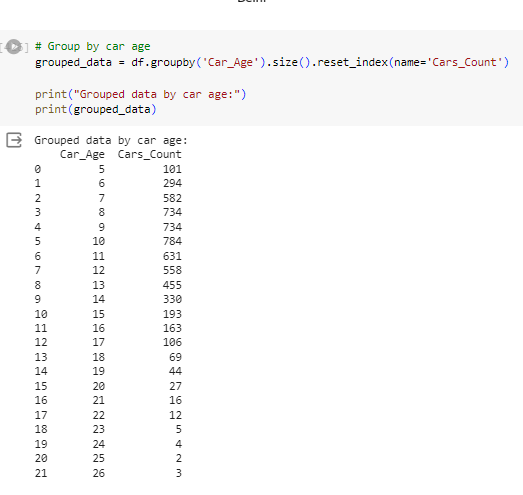 # Group by car age
grouped_data = df.groupby('Car_Age').size().reset_index(name='Cars_Count')
print("Grouped data by car age:")
print(grouped_data)
Grouped data by car age:
Car_Age Cars_Count
0 5 101
1 6 294
2 7 582
3 8 734
4 9 734
5 10 784
6 11 631
7 12 558
8 13 455
9 14 330
10 15 193
11 16 163
12 17 106
13 18 69
14 19 44
15 20 27
16 21 16
17 22 12
18 23 5
19 24 4
20 25 2
21 26 3